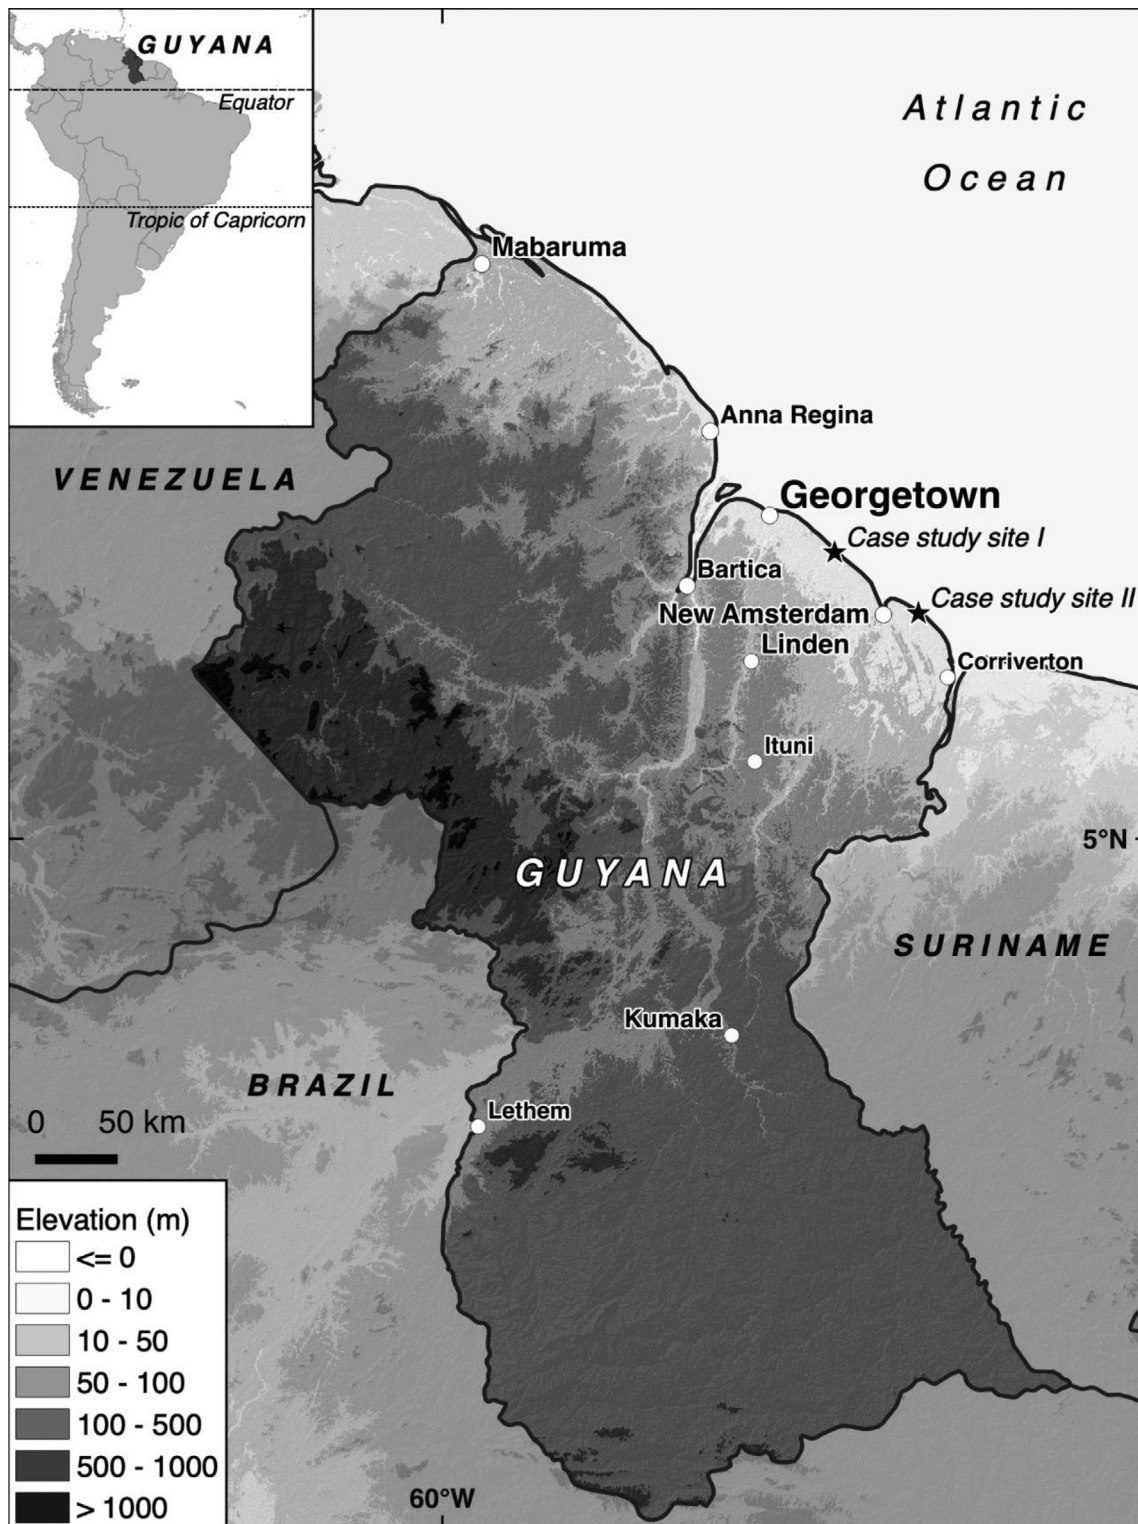 GUYANA
Equator
Tropic of Capricorn
Atlantic
Ocean
Mabaruma
Anna Regina
VENEZUELA
Georgetown
Case study site I
Bartica
Case study site II
New Amsterdam
Linden
Corriverton
Ituni
5°N
GUYANA
SURINAME
Kumaka
BRAZIL
Lethem
0 50 km
Elevation (m)
<= 0
0 - 10
10 - 50
50 - 100
100 - 500
500 - 1000
> 1000
60°W